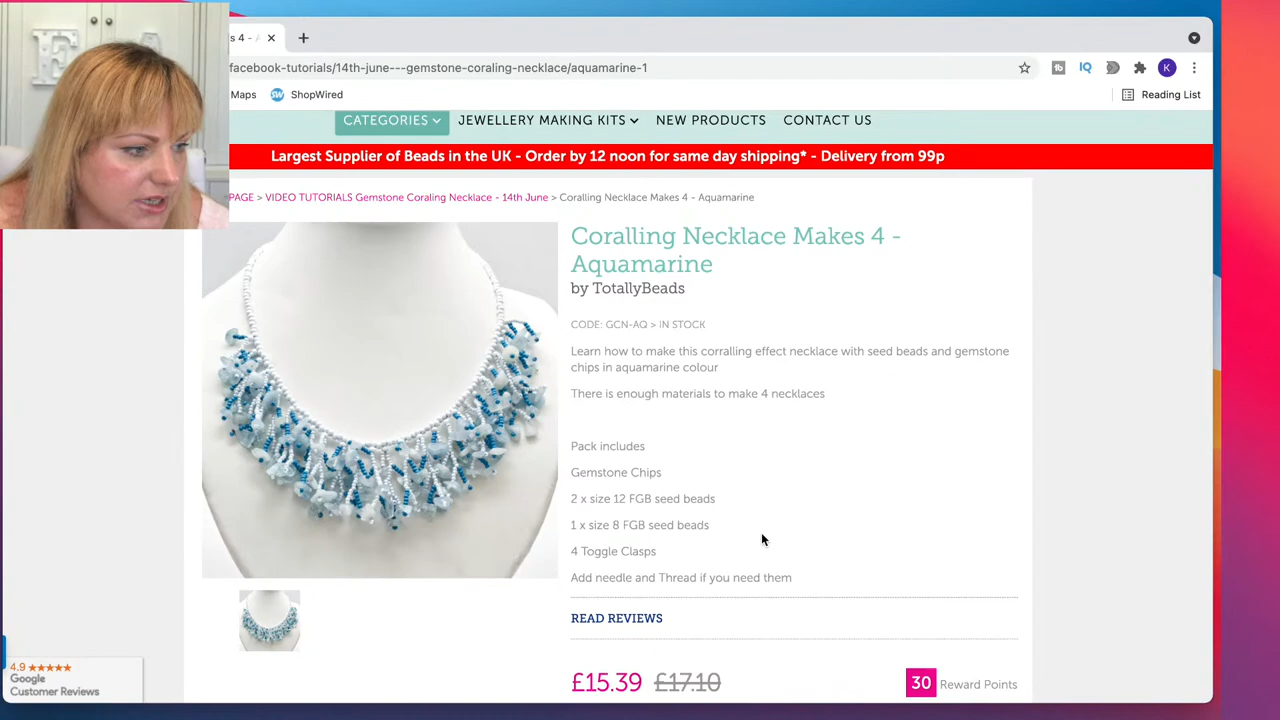 s 4 - A
facebook-tutorials/14th-june---gemstone-coraling-necklace/aquamarine-1
Maps ShopWired
Reading List
CATEGORIES JEWELLERY MAKING KITS NEW PRODUCTS CONTACT US
Largest Supplier of Beads in the UK - Order by 12 noon for same day shipping* - Delivery from 99p
PAGE > VIDEO TUTORIALS Gemstone Coraling Necklace - 14th June > Coralling Necklace Makes 4 - Aquamarine
Coralling Necklace Makes 4 -
Aquamarine
by TotallyBeads
CODE: GCN-AQ > IN STOCK
Learn how to make this corralling effect necklace with seed beads and gemstone
chips in aquamarine colour
There is enough materials to make 4 necklaces
Pack includes
Gemstone Chips
2 x size 12 FGB seed beads
1 x size 8 FGB seed beads
4 Toggle Clasps
Add needle and Thread if you need them
READ REVIEWS
£15.39 £17.10
30 Reward Points
4.9
Google
Customer Reviews
IQ
K